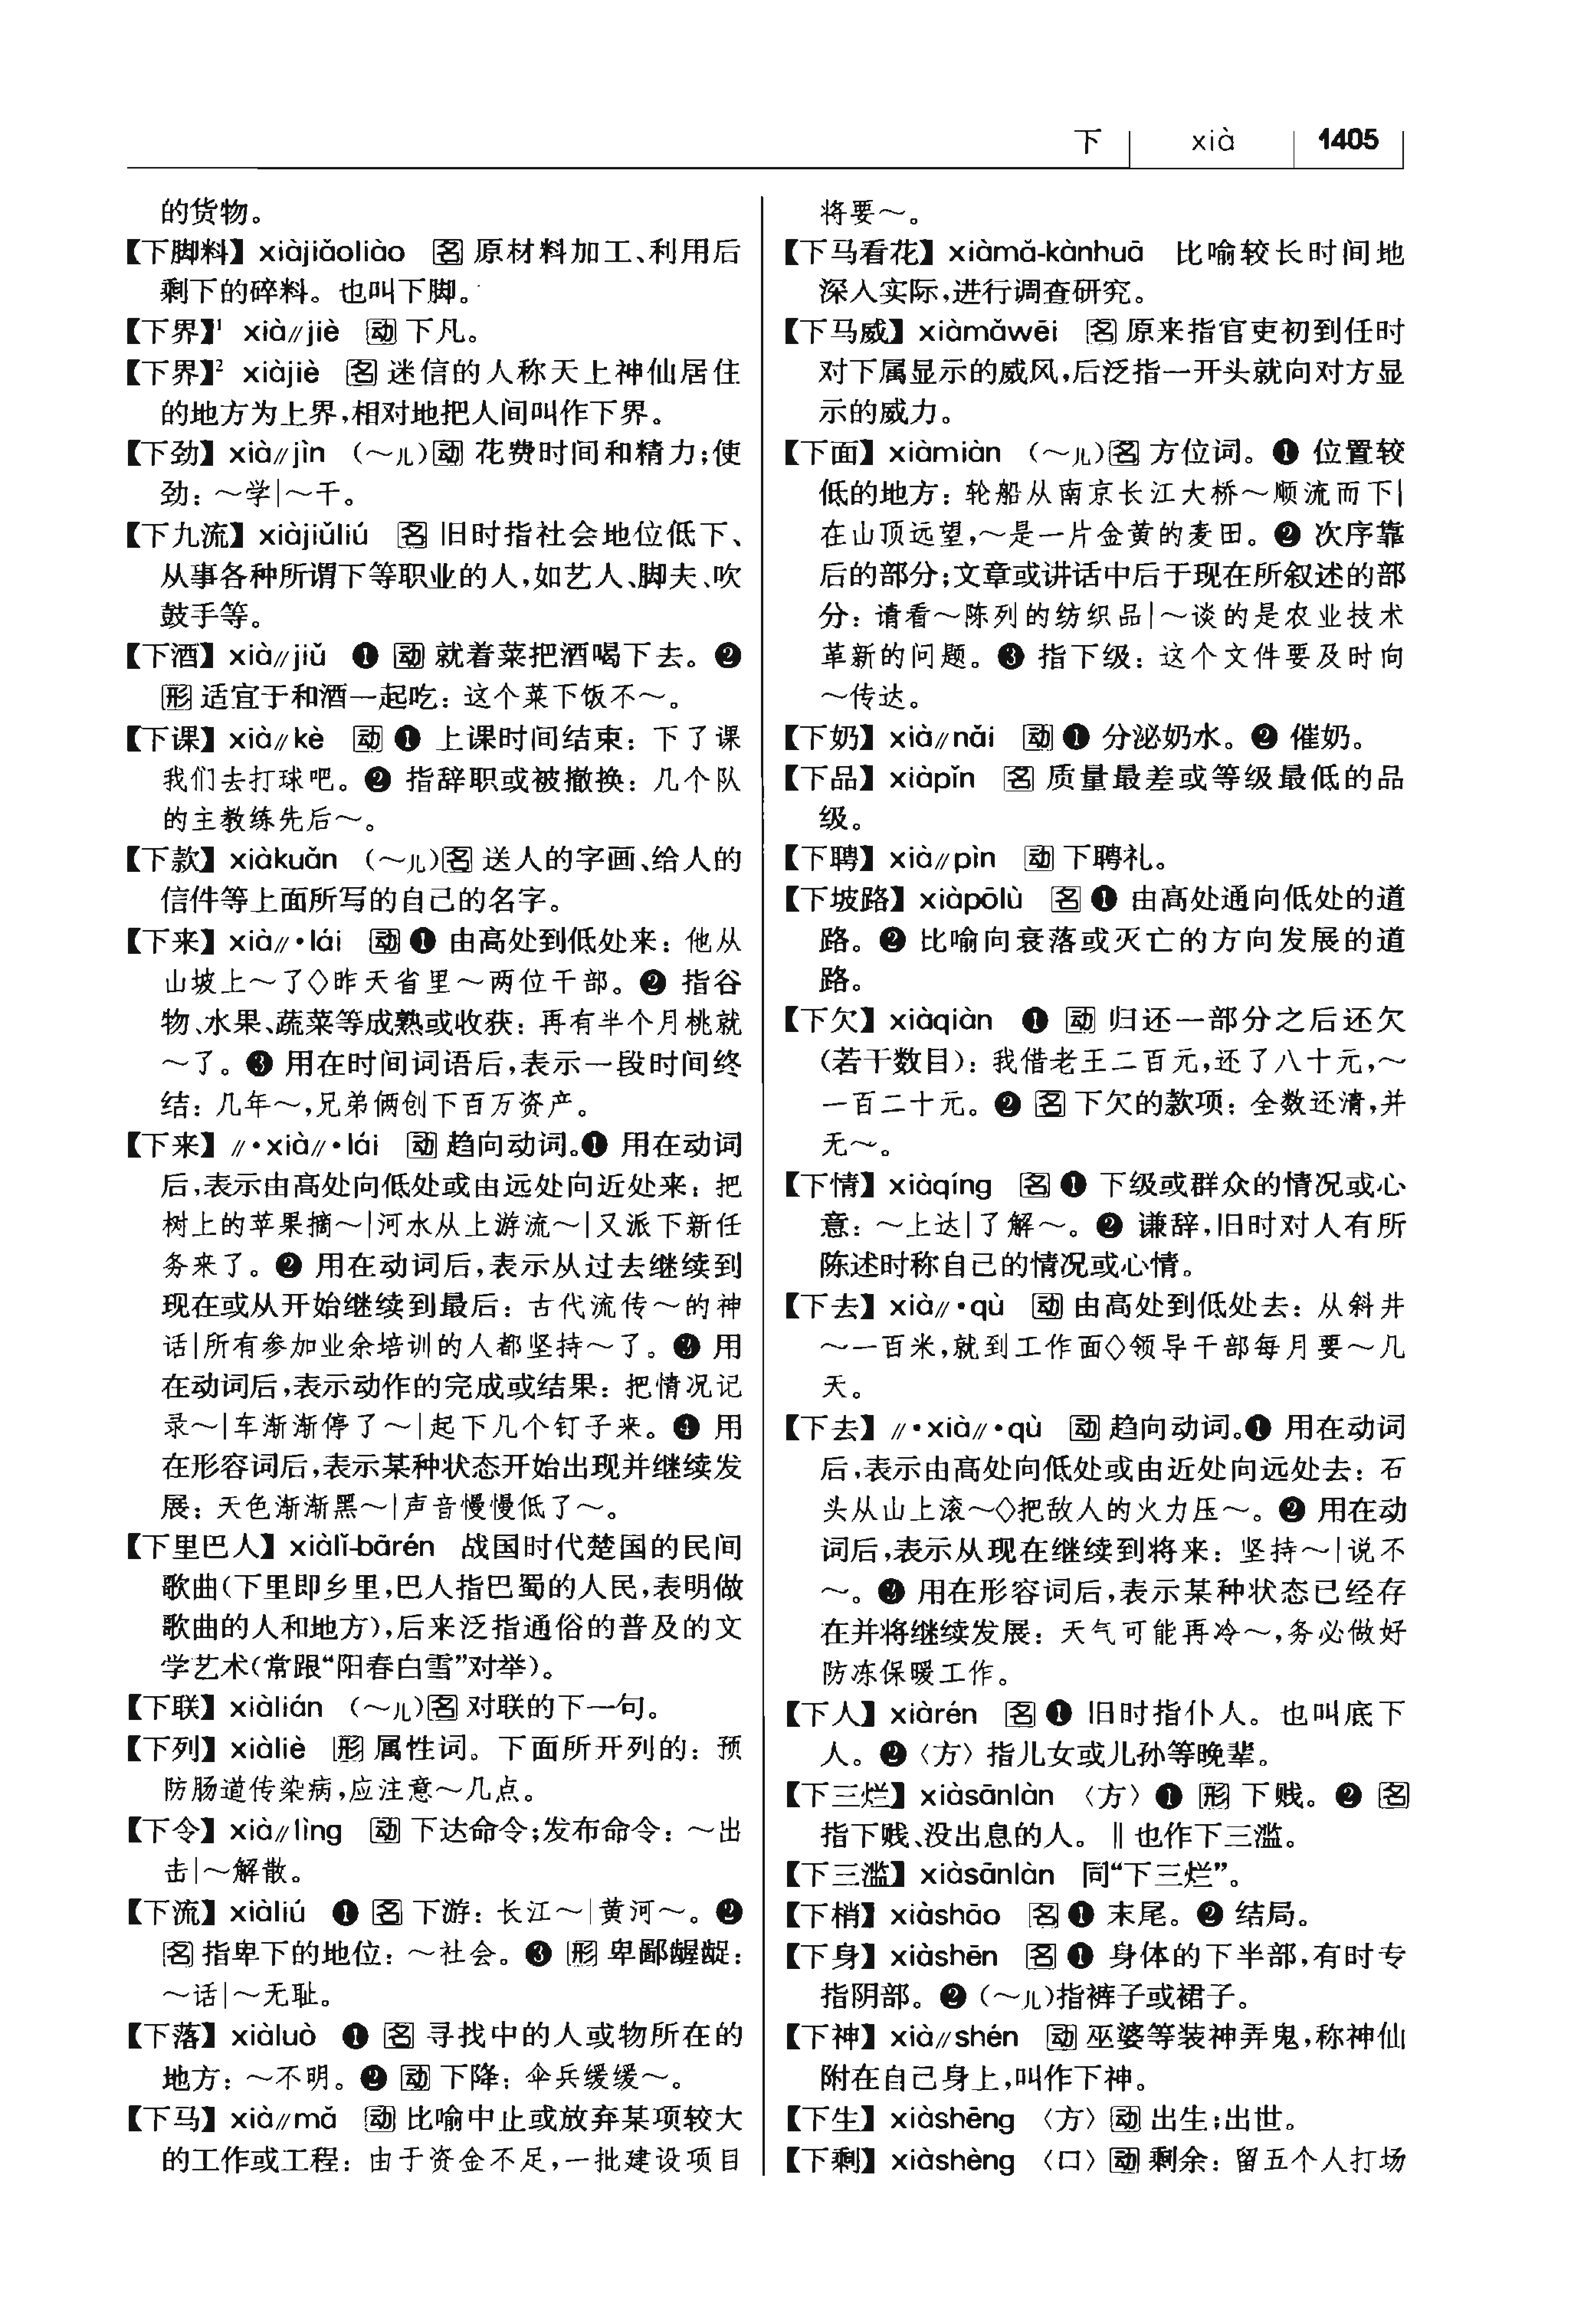 下 xià 1405
的货物。
【下脚料】 xiàjiǎoliào 名 原材料加工、利用后
剩下的碎料。也叫下脚。
【下界】¹ xià∥jiè 动 下凡。
【下界】² xiàjiè 名 迷信的人称天上神仙居住
的地方为上界,相对地把人间叫作下界。
【下劲】 xià∥jìn (～儿)动 花费时间和精力;使
劲:～学|～干。
【下九流】 xiàjiǔliú 名 旧时指社会地位低下、
从事各种所谓下等职业的人,如艺人、脚夫、吹
鼓手等。
【下酒】 xià∥jiǔ ❶ 动 就着菜把酒喝下去。❷
形 适宜于和酒一起吃:这个菜下饭不～。
【下课】 xià∥kè 动 ❶ 上课时间结束:下了课
我们去打球吧。❷ 指辞职或被撤换:几个队
的主教练先后～。
【下款】 xiàkuǎn (～儿)名 送人的字画、给人的
信件等上面所写的自己的名字。
【下来】 xià∥•lái 动 ❶ 由高处到低处来:他从
山坡上～了◇昨天省里～两位干部。❷ 指谷
物、水果、蔬菜等成熟或收获:再有半个月桃就
～了。❸ 用在时间词语后,表示一段时间终
结:几年～,兄弟俩创下百万资产。
【下来】 ∥•xià∥•lái 动 趋向动词。❶ 用在动词
后,表示由高处向低处或由远处向近处来:把
树上的苹果摘～|河水从上游流～|又派下新任
务来了。❷ 用在动词后,表示从过去继续到
现在或从开始继续到最后:古代流传～的神
话|所有参加业余培训的人都坚持～了。❸ 用
在动词后,表示动作的完成或结果:把情况记
录～|车渐渐停了～|起下几个钉子来。❹ 用
在形容词后,表示某种状态开始出现并继续发
展:天色渐渐黑～|声音慢慢低了～。
【下里巴人】 xiàlǐ-bārén 战国时代楚国的民间
歌曲(下里即乡里,巴人指巴蜀的人民,表明做
歌曲的人和地方),后来泛指通俗的普及的文
学艺术(常跟“阳春白雪”对举)。
【下联】 xiàlián (～儿)名 对联的下一句。
【下列】 xiàliè 形 属性词。下面所开列的:预
防肠道传染病,应注意～几点。
【下令】 xià∥lìng 动 下达命令;发布命令:～出
击|～解散。
【下流】 xiàliú ❶ 名 下游:长江～|黄河～。❷
名 指卑下的地位:～社会。❸ 形 卑鄙龌龊:
～话|～无耻。
【下落】 xiàluò ❶ 名 寻找中的人或物所在的
地方:～不明。❷ 动 下降:伞兵缓缓～。
【下马】 xià∥mǎ 动 比喻中止或放弃某项较大
的工作或工程:由于资金不足,一批建设项目
将要～。
【下马看花】 xiàmǎ-kànhuā 比喻较长时间地
深入实际,进行调查研究。
【下马威】 xiàmǎwēi 名 原来指官吏初到任时
对下属显示的威风,后泛指一开头就向对方显
示的威力。
【下面】 xiàmiàn (～儿)名 方位词。❶ 位置较
低的地方:轮船从南京长江大桥～顺流而下|
在山顶远望,～是一片金黄的麦田。❷ 次序靠
后的部分;文章或讲话中后于现在所叙述的部
分:请看～陈列的纺织品|～谈的是农业技术
革新的问题。❸ 指下级:这个文件要及时向
～传达。
【下奶】 xià∥nǎi 动 ❶ 分泌奶水。❷ 催奶。
【下品】 xiàpǐn 名 质量最差或等级最低的品
级。
【下聘】 xià∥pìn 动 下聘礼。
【下坡路】 xiàpōlù 名 ❶ 由高处通向低处的道
路。❷ 比喻向衰落或灭亡的方向发展的道
路。
【下欠】 xiàqiàn ❶ 动 归还一部分之后还欠
(若干数目):我借老王二百元,还了八十元,～
一百二十元。❷ 名 下欠的款项:全数还清,并
无～。
【下情】 xiàqíng 名 ❶ 下级或群众的情况或心
意:～上达|了解～。❷ 谦辞,旧时对人有所
陈述时称自己的情况或心情。
【下去】 xià∥•qù 动 由高处到低处去:从斜井
～一百米,就到工作面◇领导干部每月要～几
天。
【下去】 ∥•xià∥•qù 动 趋向动词。❶ 用在动词
后,表示由高处向低处或由近处向远处去:石
头从山上滚～◇把敌人的火力压～。❷ 用在动
词后,表示从现在继续到将来:坚持～|说不
～。❸ 用在形容词后,表示某种状态已经存
在并将继续发展:天气可能再冷～,务必做好
防冻保暖工作。
【下人】 xiàrén 名 ❶ 旧时指仆人。也叫底下
人。❷〈方〉指儿女或儿孙等晚辈。
【下三烂】 xiàsānlàn 〈方〉❶ 形 下贱。❷ 名
指下贱、没出息的人。‖也作下三滥。
【下三滥】 xiàsānlàn 同“下三烂”。
【下梢】 xiàshāo 名 ❶ 末尾。❷ 结局。
【下身】 xiàshēn 名 ❶ 身体的下半部,有时专
指阴部。❷ (～儿)指裤子或裙子。
【下神】 xià∥shén 动 巫婆等装神弄鬼,称神仙
附在自己身上,叫作下神。
【下生】 xiàshēng 〈方〉动 出生;出世。
【下剩】 xiàshèng 〈口〉动 剩余:留五个人打场